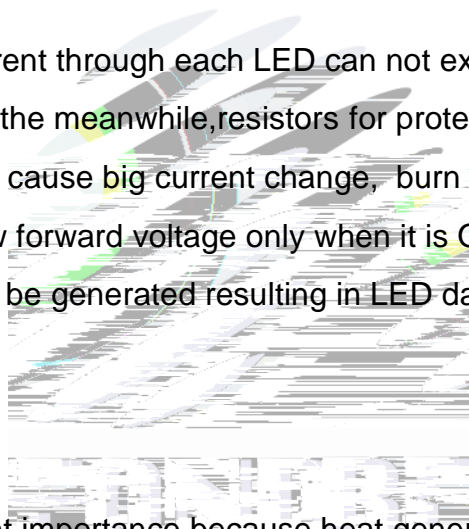 rent through each LED can not ex
the meanwhile,resistors for prote
cause big current change, burn
v forward voltage only when it is
be generated resulting in LED da
t importance because heat gener